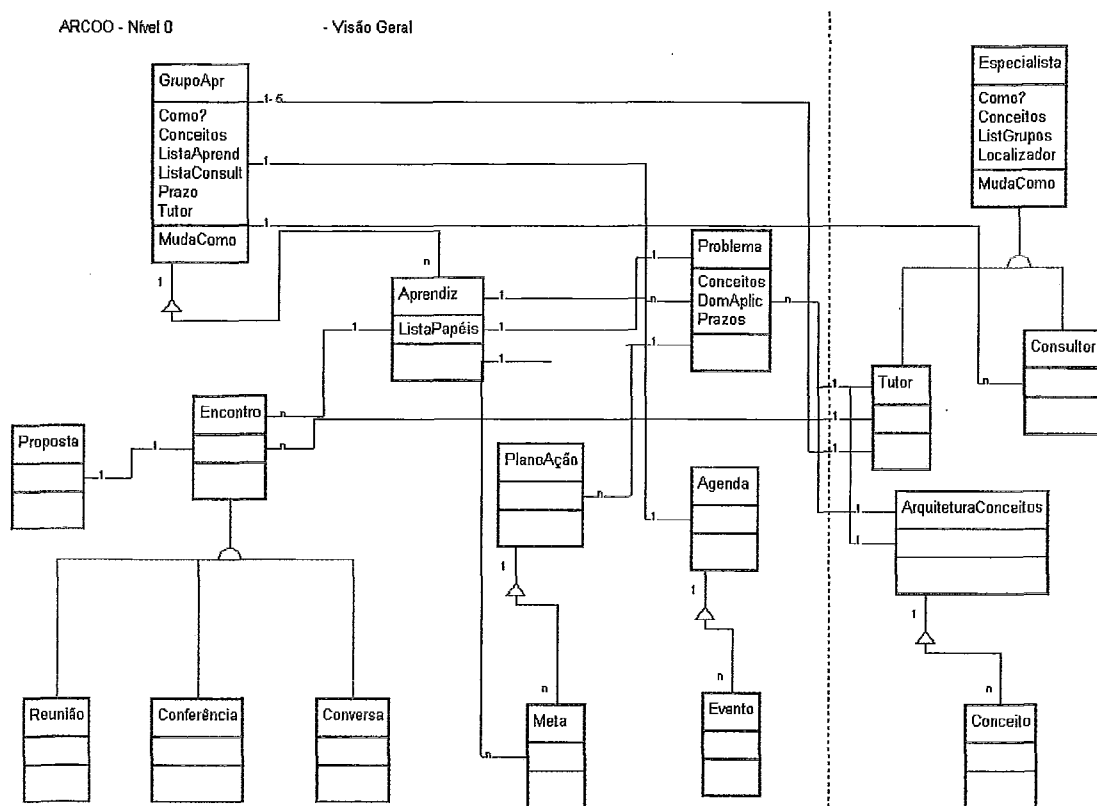 ARCOO - Nível 0 - Visão Geral
GrupoApr
Como?
Conceitos
ListaAprend
ListaConsult
Prazo
Tutor
MudaComo
1- 5
1
1
1
n
Especialista
Como?
Conceitos
ListGrupos
Localizador
MudaComo
Aprendiz
ListaPapéis
1
1
1
1
Problema
Conceitos
DomAplic
Prazos
1
n
1
n
Consultor
n
Tutor
1
1
1
Encontro
n
n
1
Proposta
1
PlanoAção
n
1
Agenda
1
1
ArquiteturaConceitos
1
1
1
Reunião
Conferência
Conversa
Meta
n
n
Evento
n
Conceito
n